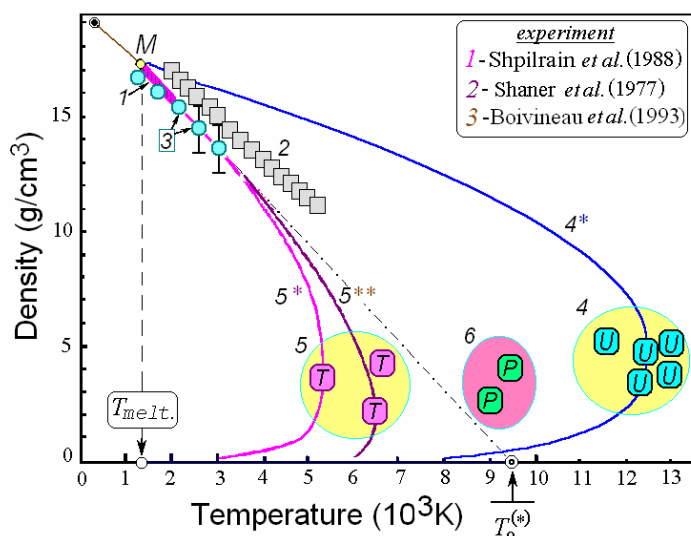 M
experiment
1 - Shpilrain et al. (1988)
2 - Shaner et al. (1977)
3 - Boivineau et al. (1993)
15
10
5
0
Density (g/cm3)
1
3
2
4*
5*
5**
5
6
4
T
T
T
P
P
U
U
U
U
U
Tmelt.
0 1 2 3 4 5 6 7 8 9 10 11 12 13
Temperature (103K)